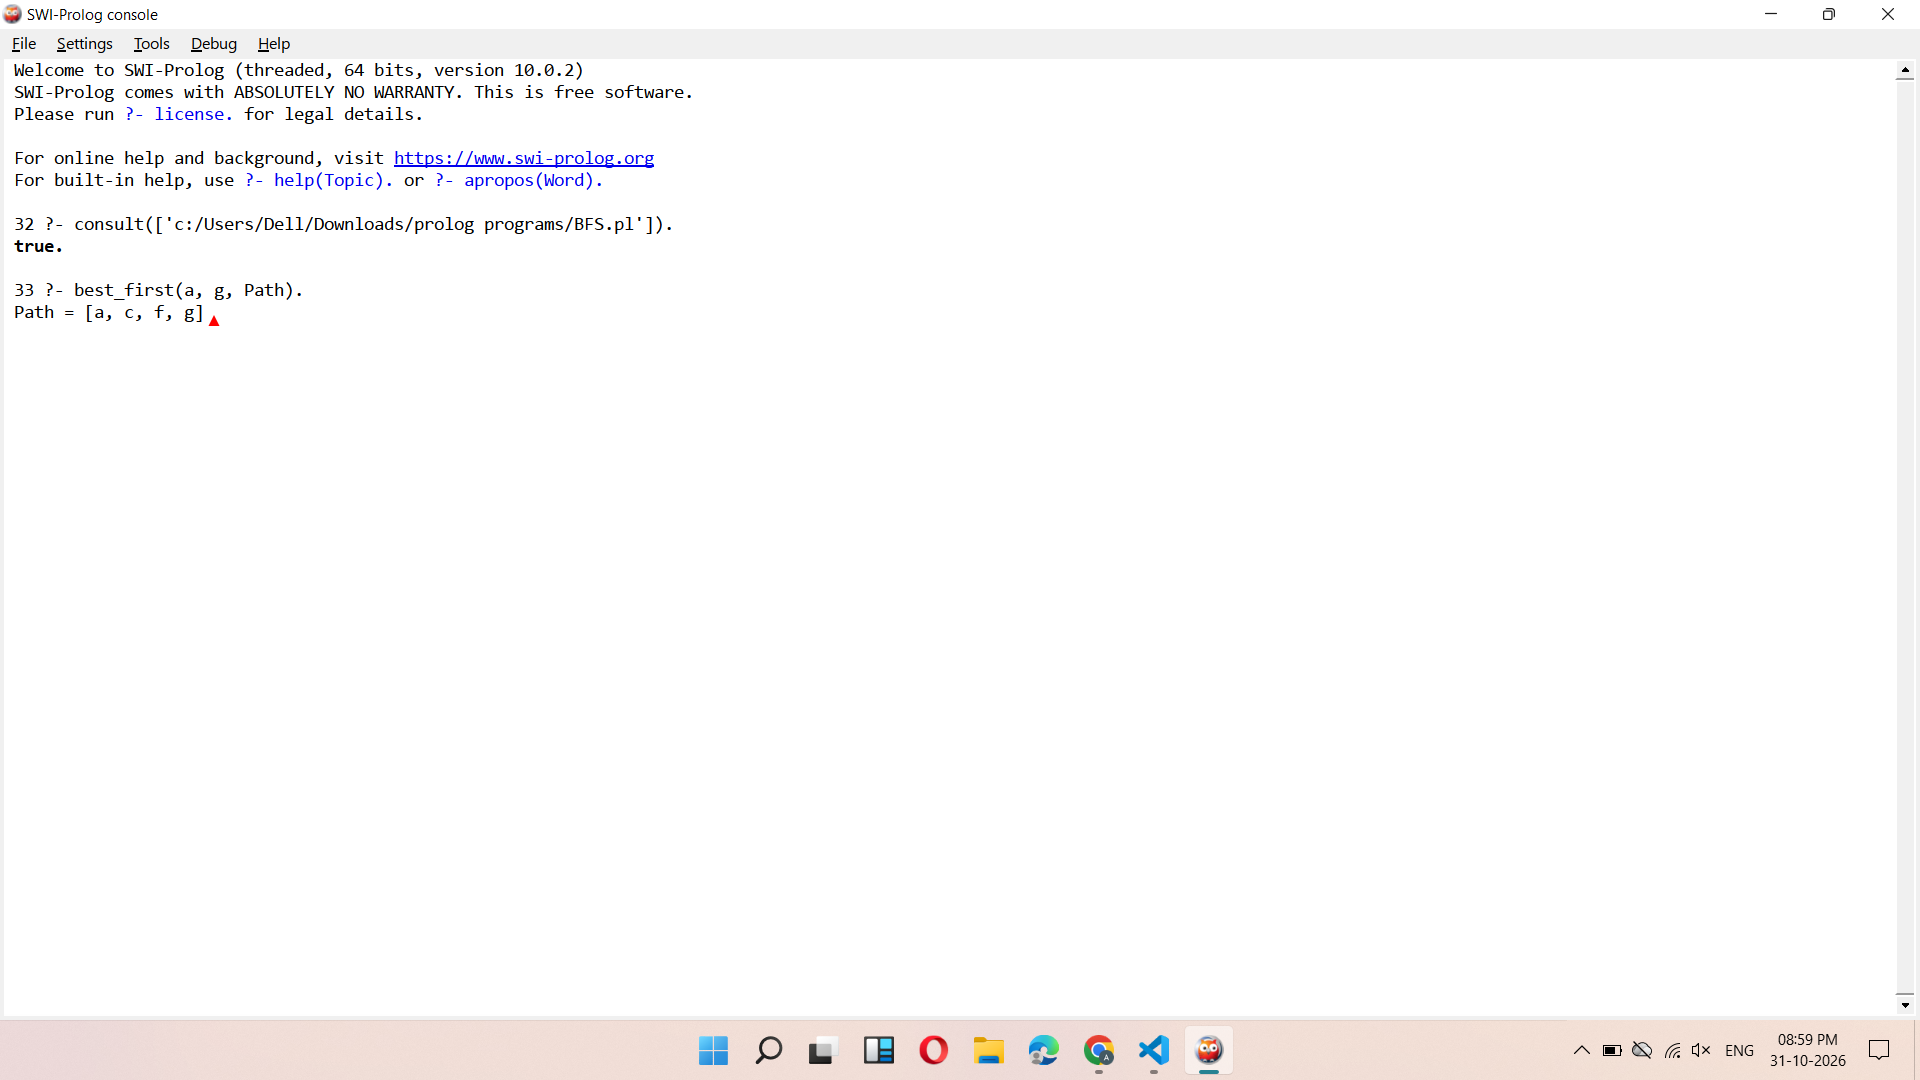 SWI-Prolog console
File Settings Tools Debug Help
Welcome to SWI-Prolog (threaded, 64 bits, version 10.0.2)
SWI-Prolog comes with ABSOLUTELY NO WARRANTY. This is free software.
Please run ?- license. for legal details.
For online help and background, visit https://www.swi-prolog.org
For built-in help, use ?- help(Topic). or ?- apropos(Word).
32 ?- consult(['c:/Users/Dell/Downloads/prolog programs/BFS.pl']).
true.
33 ?- best_first(a, g, Path).
Path = [a, c, f, g]
A
ENG
08:59 PM
31-10-2026